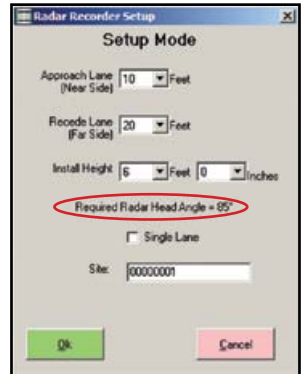 Radar Recorder Setup
Setup Mode
Approach Lane (Near Side) 10 Feet
Recede Lane (Far Side) 20 Feet
Install Height 6 Feet 0 Inches
Required Radar Head Angle = 85°
Single Lane
Site: 00000001
Ok Cancel